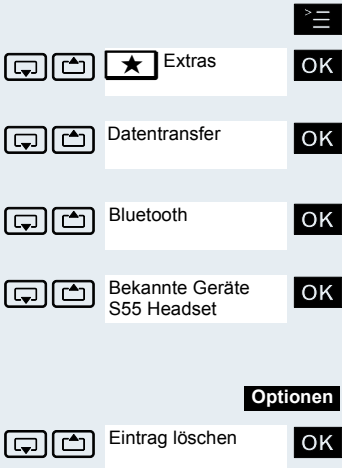 Extras OK
Datentransfer OK
Bluetooth OK
Bekannte Geräte OK
S55 Headset
Optionen
Eintrag löschen OK